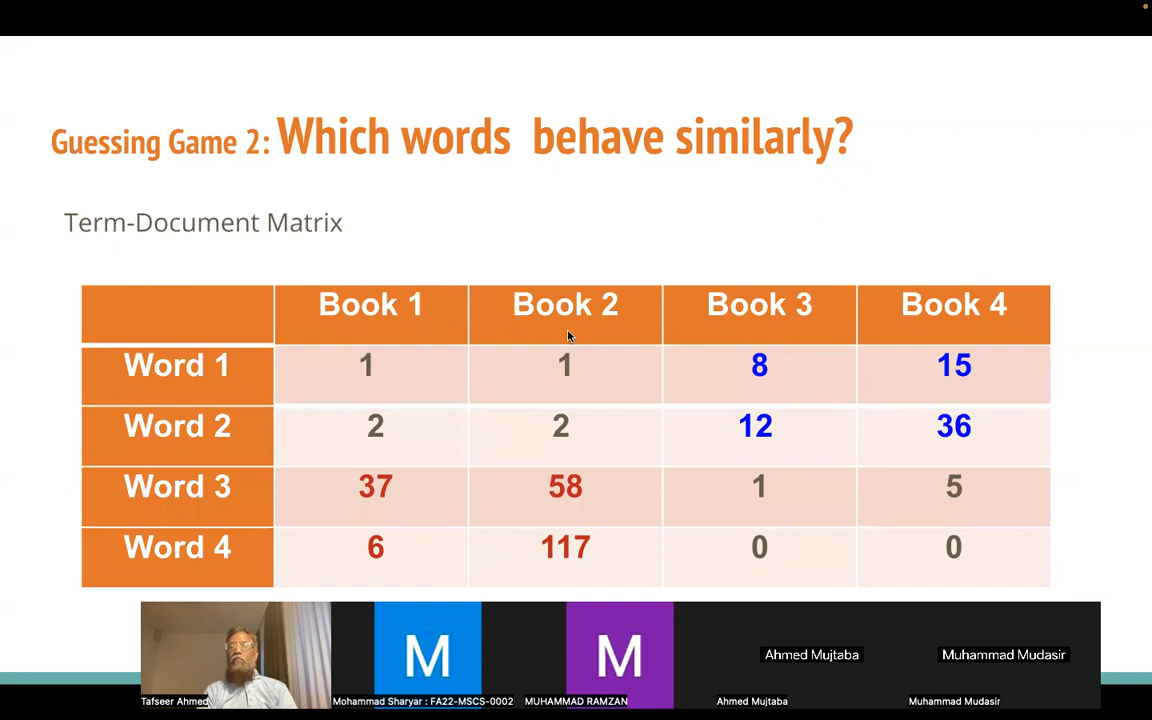 Guessing Game 2: Which words behave similarly?
Term-Document Matrix
Book 1 Book 2 Book 3 Book 4
Word 1 1 1 8 15
Word 2 2 2 12 36
Word 3 37 58 1 5
Word 4 6 117 0 0
M M Ahmed Mujtaba Muhammad Mudasir
Tafseer Ahmed Mohammad Sharyar : FA22-MSCS-0002 MUHAMMAD RAMZAN Ahmed Mujtaba Muhammad Mudasir